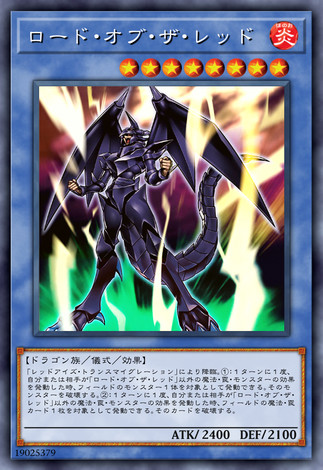 ロード・オブ・ザ・レッド
炎
【ドラゴン族／儀式／効果】
「レッドアイズ・トランスマイグレーション」により降臨。①：1ターンに1度、
自分または相手が「ロード・オブ・ザ・レッド」以外の魔法・罠・モンスターの効果
を発動した時、フィールドのモンスター1体を対象として発動できる。そのモ
ンスターを破壊する。②：1ターンに1度、自分または相手が「ロード・オブ・ザ・レッ
ド」以外の魔法・罠・モンスターの効果を発動した時、フィールドの魔法・罠
カード1枚を対象として発動できる。そのカードを破壊する。
ATK/ 2400 DEF/2100
19025379